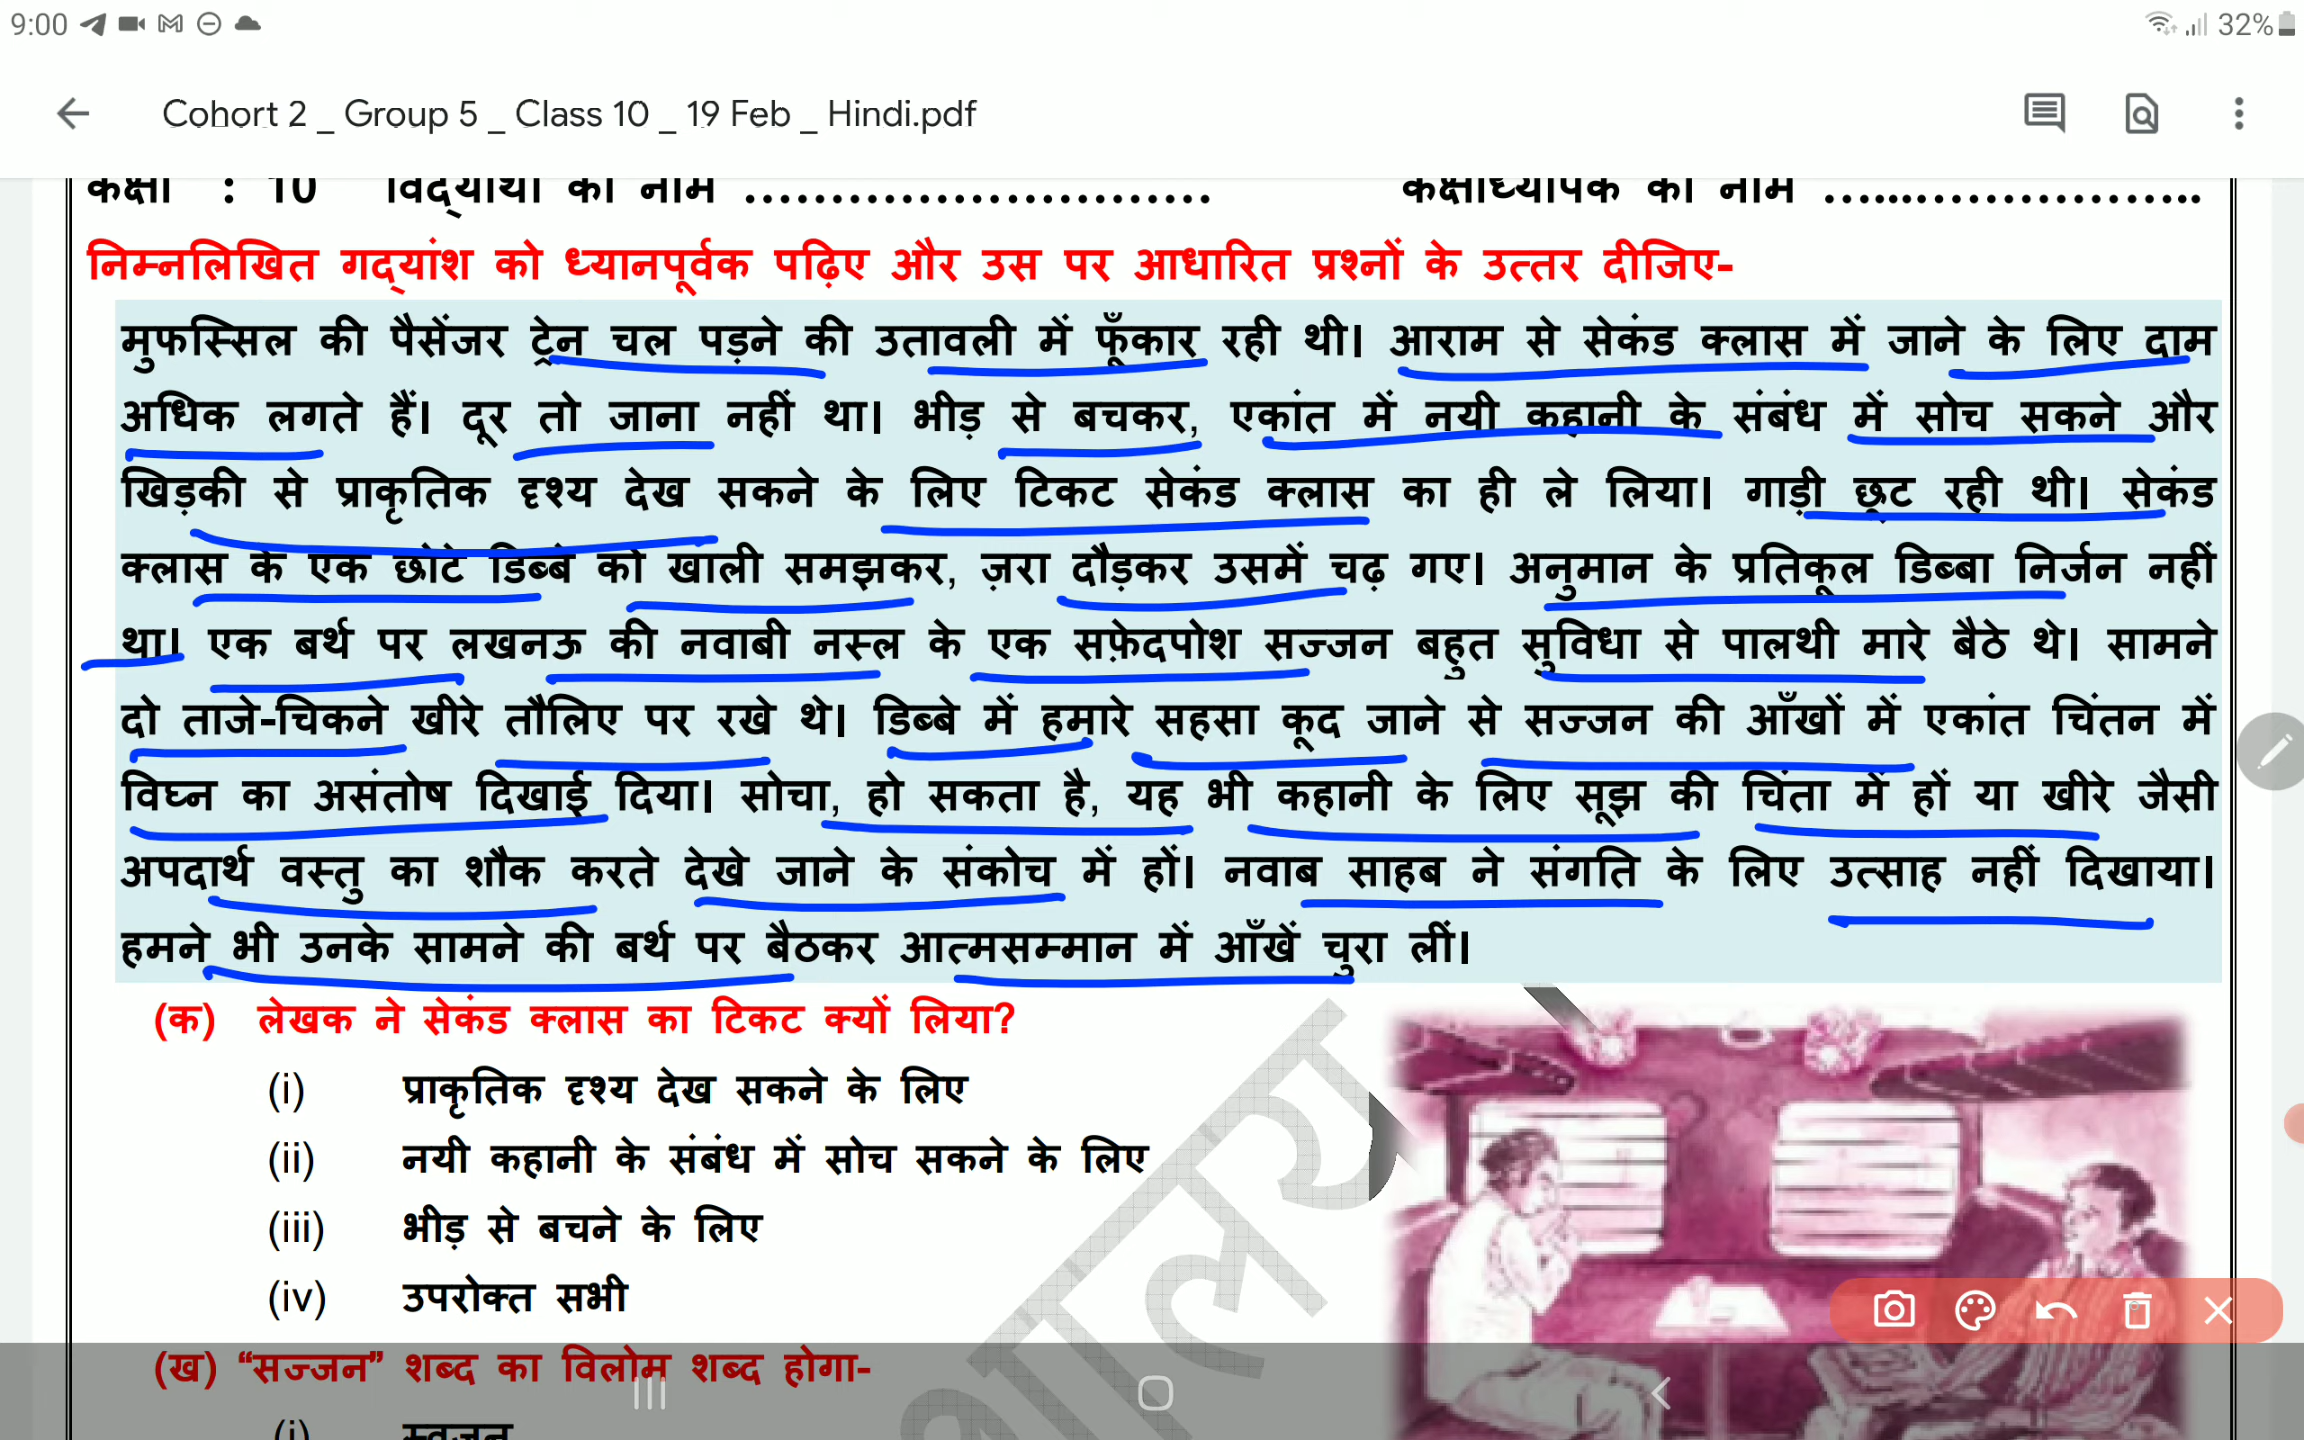 9:00
32%
Cohort 2 _ Group 5 _ Class 10 _ 19 Feb _ Hindi.pdf
कक्षा : 10 विद्यार्थी का नाम ............................ कक्षाध्यापक का नाम ............................
निम्नलिखित गद्यांश को ध्यानपूर्वक पढ़िए और उस पर आधारित प्रश्नों के उत्तर दीजिए-
मुफस्सिल की पैसेंजर ट्रेन चल पड़ने की उतावली में फूँकार रही थी। आराम से सेकंड क्लास में जाने के लिए दाम
अधिक लगते हैं। दूर तो जाना नहीं था। भीड़ से बचकर, एकांत में नयी कहानी के संबंध में सोच सकने और
खिड़की से प्राकृतिक दृश्य देख सकने के लिए टिकट सेकंड क्लास का ही ले लिया। गाड़ी छूट रही थी। सेकंड
क्लास के एक छोटे डिब्बे को खाली समझकर, ज़रा दौड़कर उसमें चढ़ गए। अनुमान के प्रतिकूल डिब्बा निर्जन नहीं
था। एक बर्थ पर लखनऊ की नवाबी नस्ल के एक सफ़ेदपोश सज्जन बहुत सुविधा से पालथी मारे बैठे थे। सामने
दो ताजे-चिकने खीरे तौलिए पर रखे थे। डिब्बे में हमारे सहसा कूद जाने से सज्जन की आँखों में एकांत चिंतन में
विघ्न का असंतोष दिखाई दिया। सोचा, हो सकता है, यह भी कहानी के लिए सूझ की चिंता में हों या खीरे जैसी
अपदार्थ वस्तु का शौक करते देखे जाने के संकोच में हों। नवाब साहब ने संगति के लिए उत्साह नहीं दिखाया।
हमने भी उनके सामने की बर्थ पर बैठकर आत्मसम्मान में आँखें चुरा लीं।
(क) लेखक ने सेकंड क्लास का टिकट क्यों लिया?
(i) प्राकृतिक दृश्य देख सकने के लिए
(ii) नयी कहानी के संबंध में सोच सकने के लिए
(iii) भीड़ से बचने के लिए
(iv) उपरोक्त सभी
(ख) “सज्जन” शब्द का विलोम शब्द होगा-
(i) स्वजन